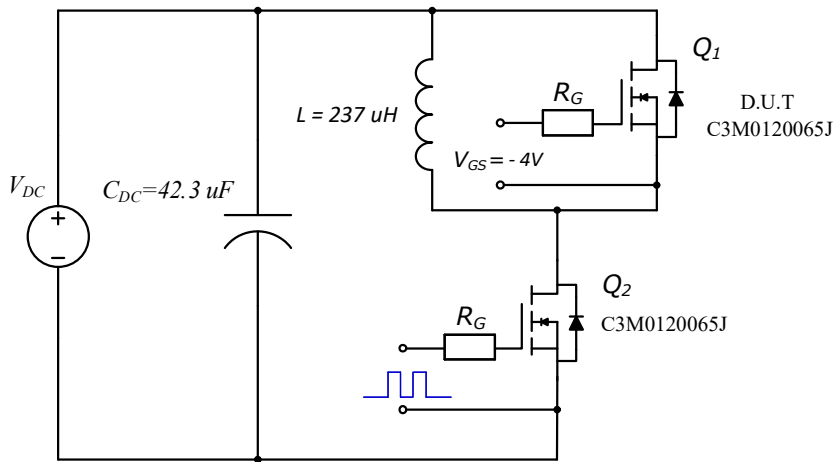 Q1
RG
D.U.T
C3M0120065J
L = 237 uH
VGS = - 4V
VDC
CDC=42.3 uF
+
−
Q2
C3M0120065J
RG